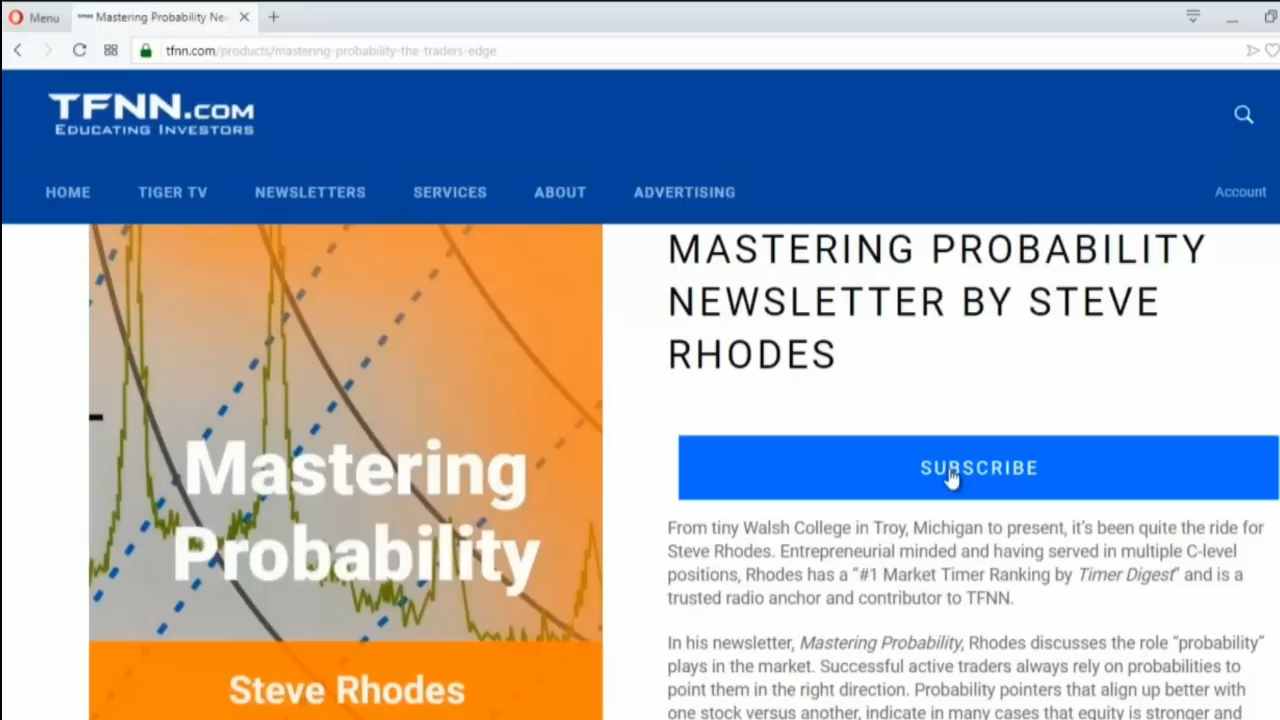 Menu
Mastering Probability Ne
tfnn.com/products/mastering-probability-the-traders-edge
TFNN.COM
EDUCATING INVESTORS
HOME TIGER TV NEWSLETTERS SERVICES ABOUT ADVERTISING Account
MASTERING PROBABILITY
NEWSLETTER BY STEVE
RHODES
Mastering
Probability
Steve Rhodes
SUBSCRIBE
From tiny Walsh College in Troy, Michigan to present, it's been quite the ride for
Steve Rhodes. Entrepreneurial minded and having served in multiple C-level
positions, Rhodes has a “#1 Market Timer Ranking by Timer Digest” and is a
trusted radio anchor and contributor to TFNN.
In his newsletter, Mastering Probability, Rhodes discusses the role “probability”
plays in the market. Successful active traders always rely on probabilities to
point them in the right direction. Probability pointers that align up better with
one stock versus another, indicate in many cases that equity is stronger and